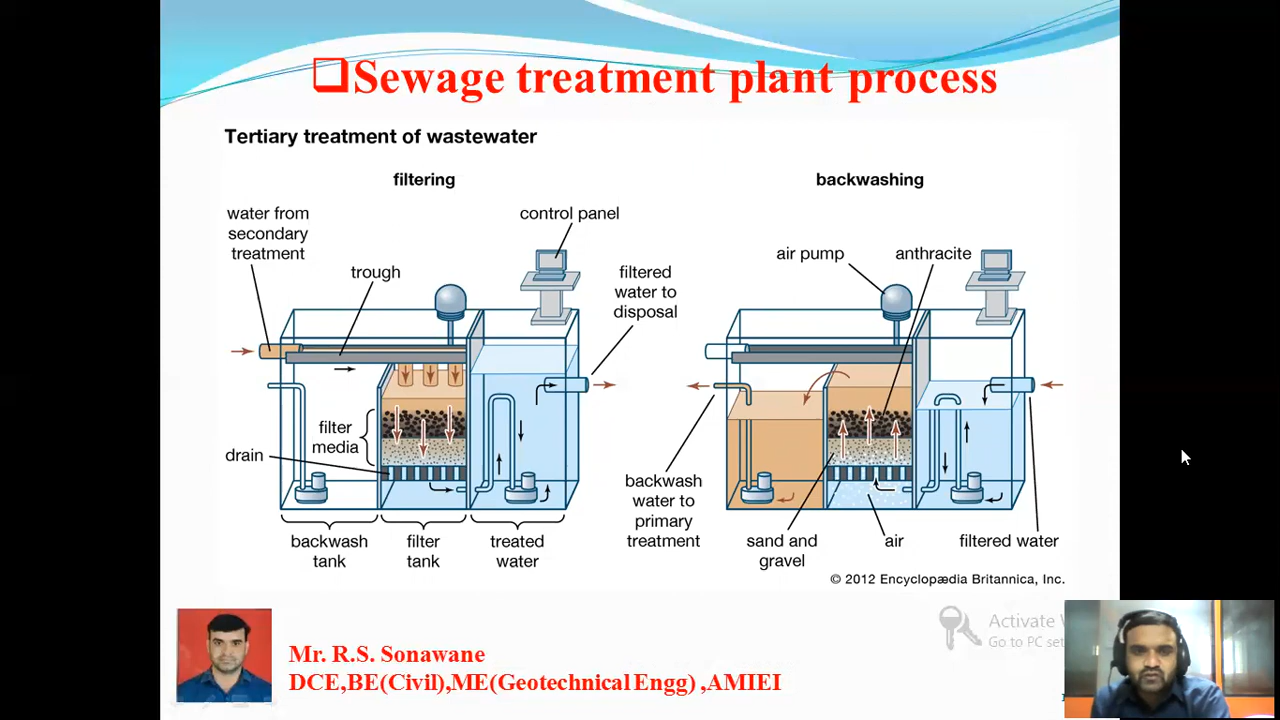 ❑Sewage treatment plant process
Tertiary treatment of wastewater
filtering
water from
secondary
treatment
trough
control panel
filtered
water to
disposal
filter
media
drain
backwash
tank
filter
tank
treated
water
backwashing
air pump
anthracite
backwash
water to
primary
treatment
sand and
gravel
air
filtered water
© 2012 Encyclopædia Britannica, Inc.
Activate
Go to PC set
Mr. R.S. Sonawane
DCE,BE(Civil),ME(Geotechnical Engg) ,AMIEI